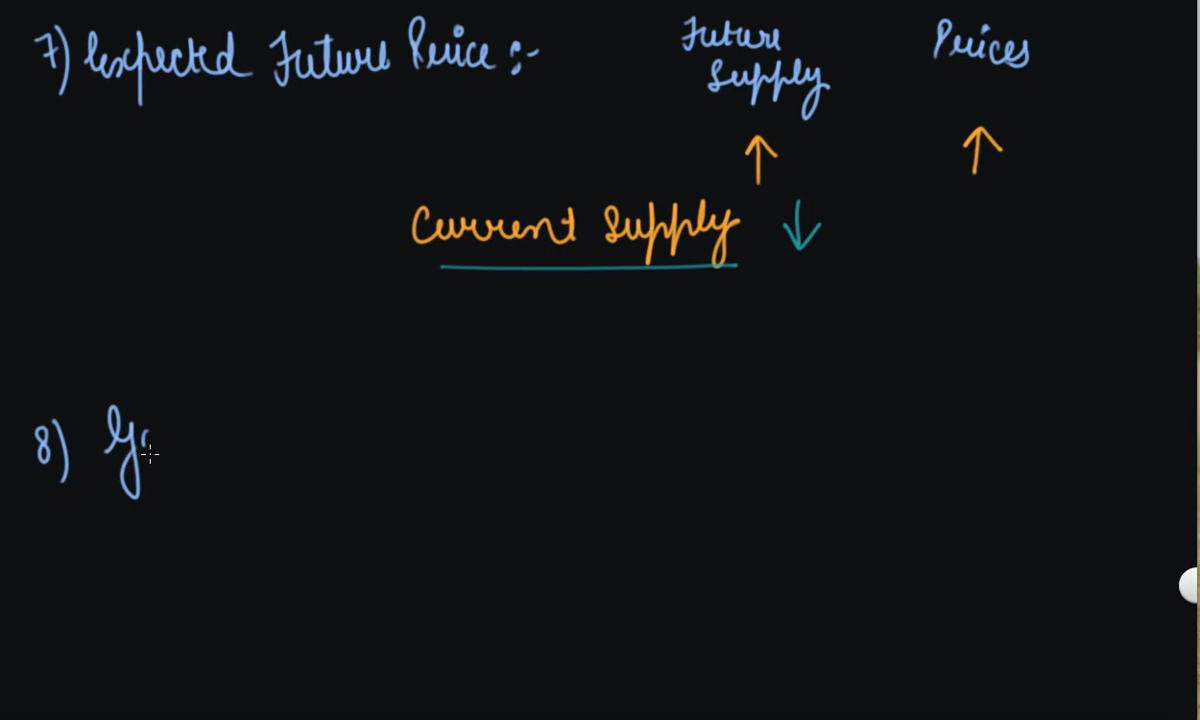 7) Expected Future Price :-
Future Supply ↑
Prices ↑
Current Supply ↓
8) G